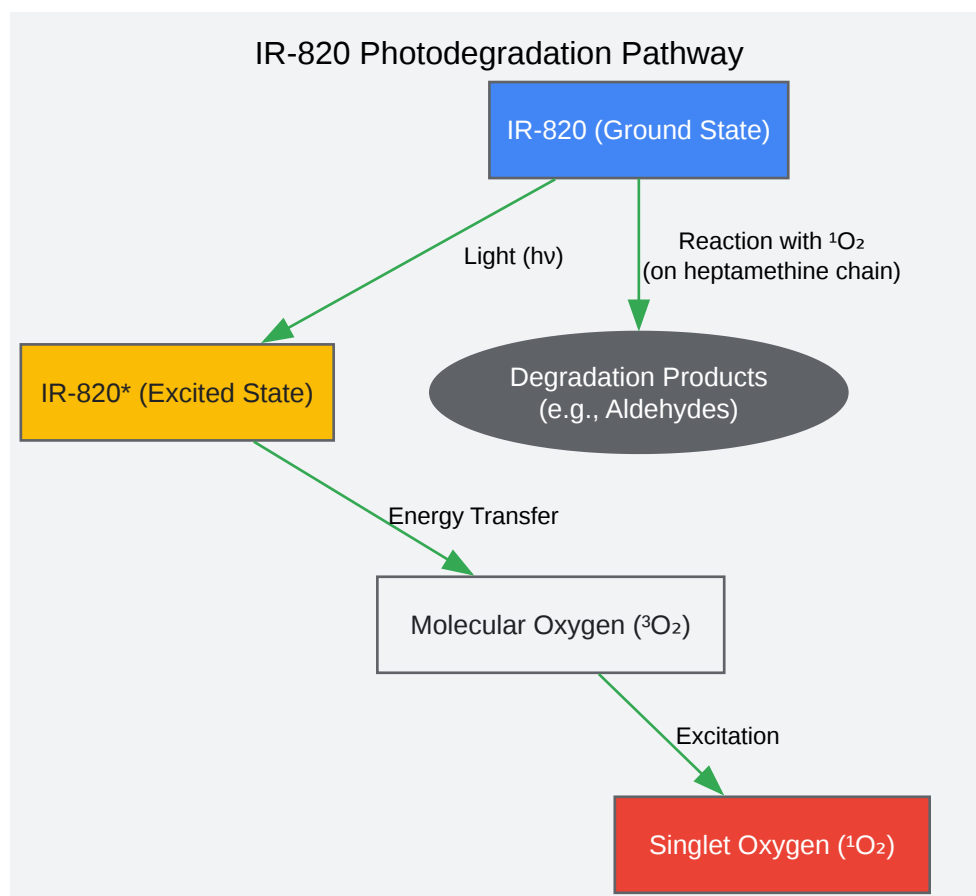 IR-820 Photodegradation Pathway
IR-820 (Ground State)
Light (hν)
Reaction with ¹O₂
(on heptamethine chain)
IR-820* (Excited State)
Degradation Products
(e.g., Aldehydes)
Energy Transfer
Molecular Oxygen (³O₂)
Excitation
Singlet Oxygen (¹O₂)